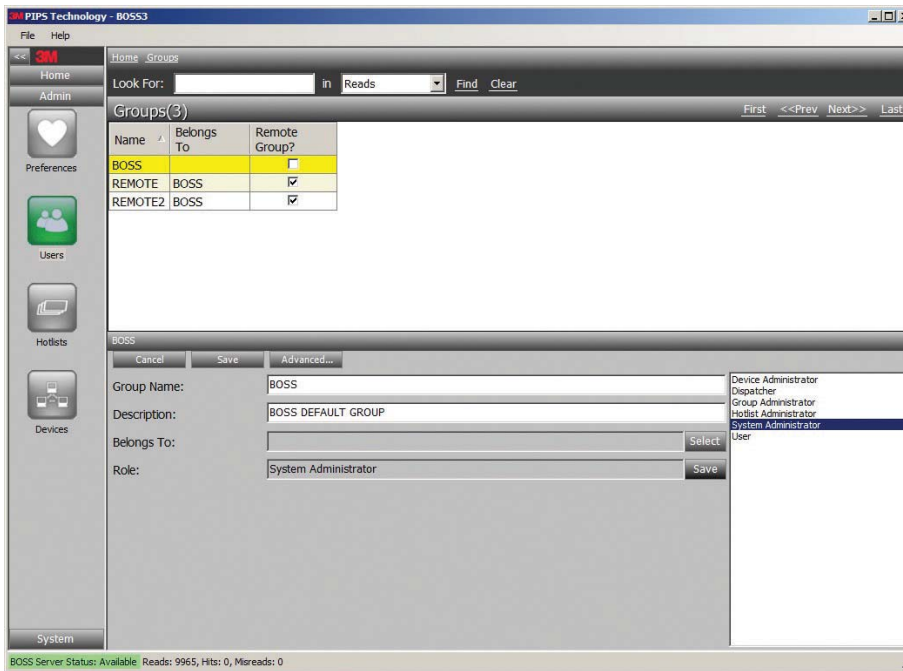 3M PIPS Technology - BOSS3
File Help
<< 3M
Home Groups
Home
Look For: in Reads Find Clear
Admin
Groups(3) First <<Prev Next>> Last
Name Belongs To Remote Group?
BOSS
REMOTE BOSS
REMOTE2 BOSS
Preferences
Users
Hotlists
Devices
BOSS
Cancel Save Advanced...
Group Name: BOSS
Description: BOSS DEFAULT GROUP
Belongs To: Select
Role: System Administrator Save
Device Administrator
Dispatcher
Group Administrator
Hotlist Administrator
System Administrator
User
System
BOSS Server Status: Available Reads: 9965, Hits: 0, Misreads: 0